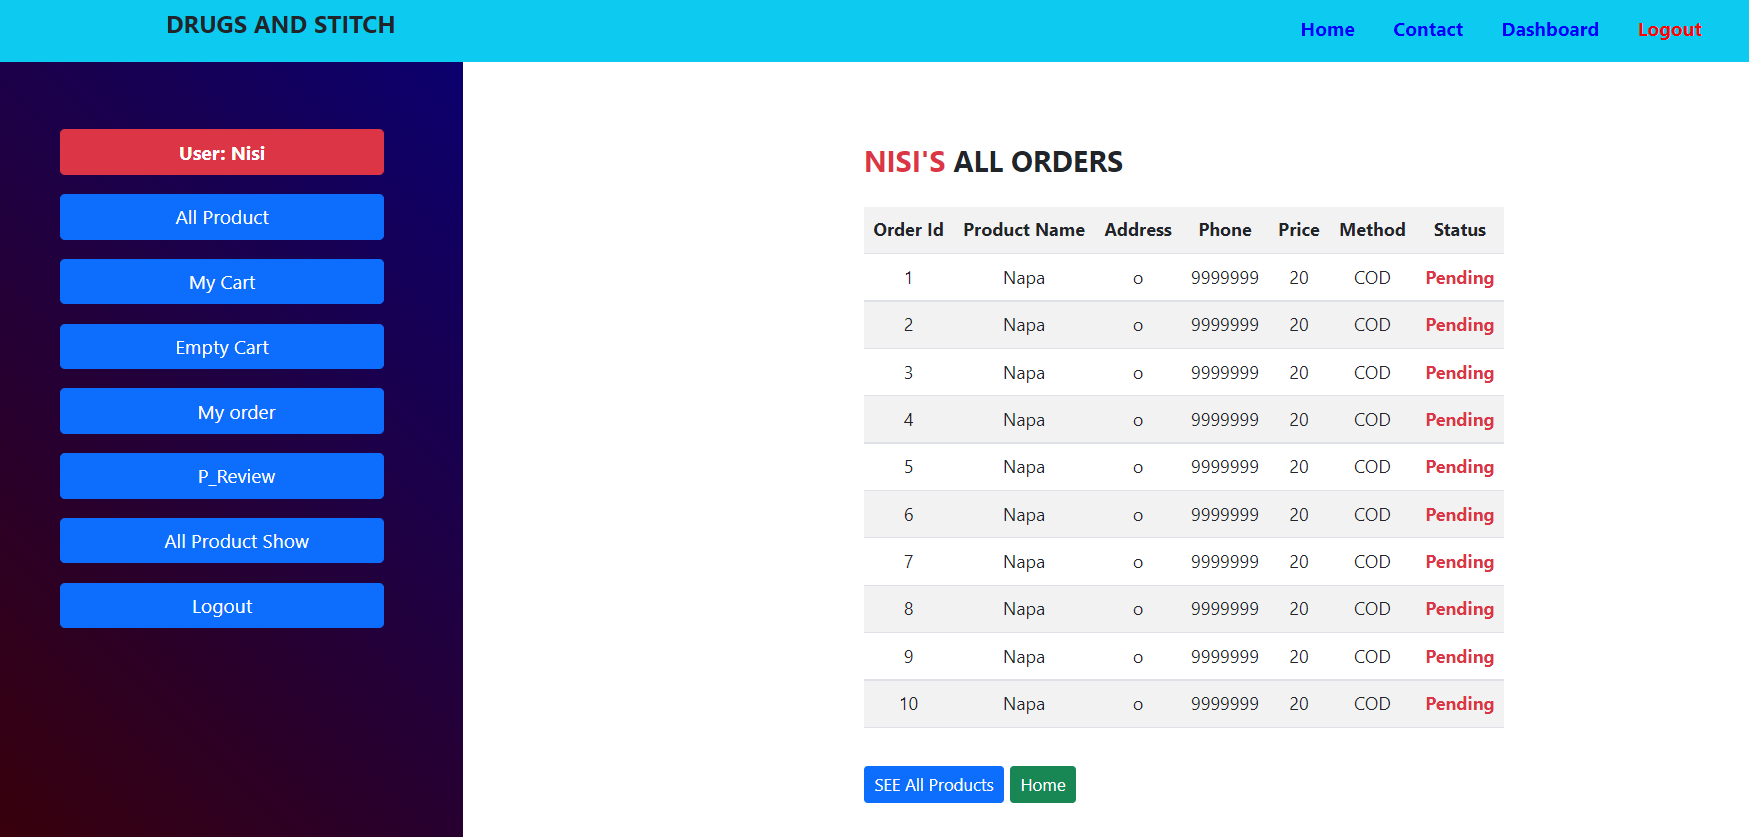 DRUGS AND STITCH
Home Contact Dashboard Logout
User: Nisi
All Product
My Cart
Empty Cart
My order
P_Review
All Product Show
Logout
NISI'S ALL ORDERS
Order Id Product Name Address Phone Price Method Status
1 Napa o 9999999 20 COD Pending
2 Napa o 9999999 20 COD Pending
3 Napa o 9999999 20 COD Pending
4 Napa o 9999999 20 COD Pending
5 Napa o 9999999 20 COD Pending
6 Napa o 9999999 20 COD Pending
7 Napa o 9999999 20 COD Pending
8 Napa o 9999999 20 COD Pending
9 Napa o 9999999 20 COD Pending
10 Napa o 9999999 20 COD Pending
SEE All Products Home